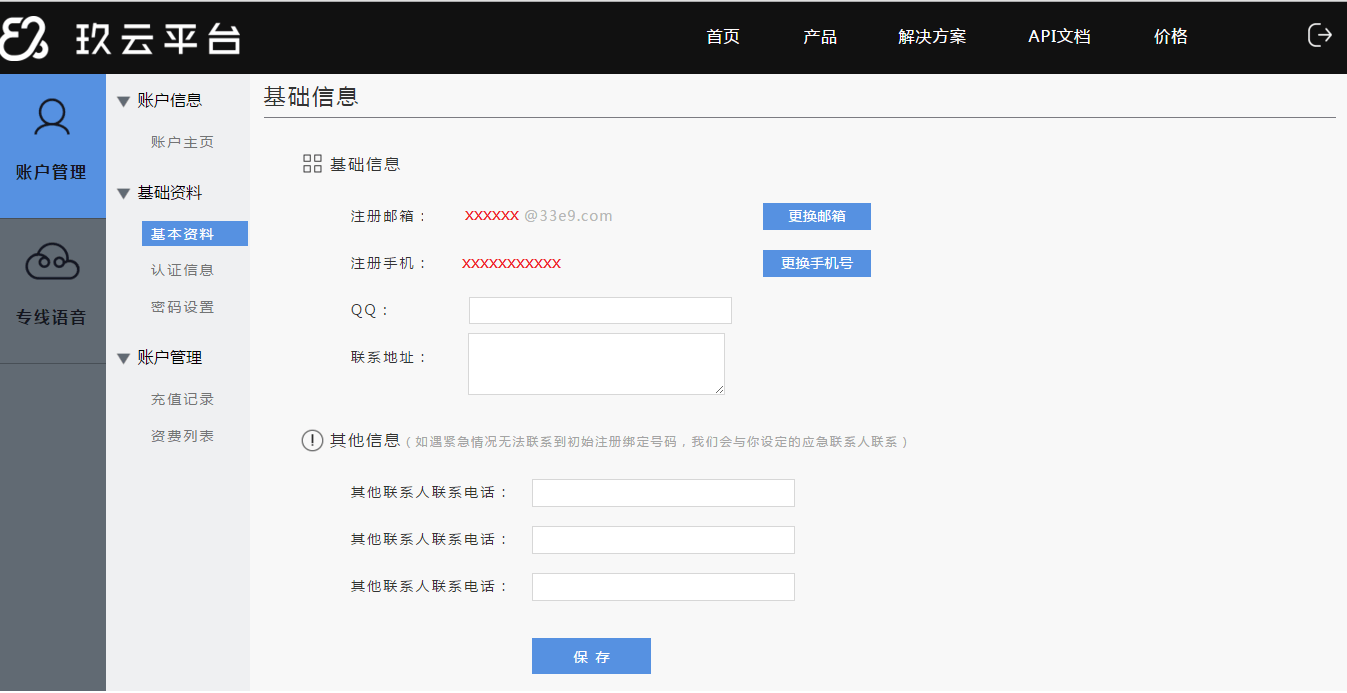 玖云平台
首页 产品 解决方案 API文档 价格
账户管理
专线语音
账户信息
账户主页
基础资料
基本资料
认证信息
密码设置
账户管理
充值记录
资费列表
基础信息
基础信息
注册邮箱： xxxxxx @33e9.com 更换邮箱
注册手机： xxxxxxxxxxx 更换手机号
QQ：
联系地址：
其他信息（如遇紧急情况无法联系到初始注册绑定号码，我们会与你设定的应急联系人联系）
其他联系人联系电话：
其他联系人联系电话：
其他联系人联系电话：
保 存